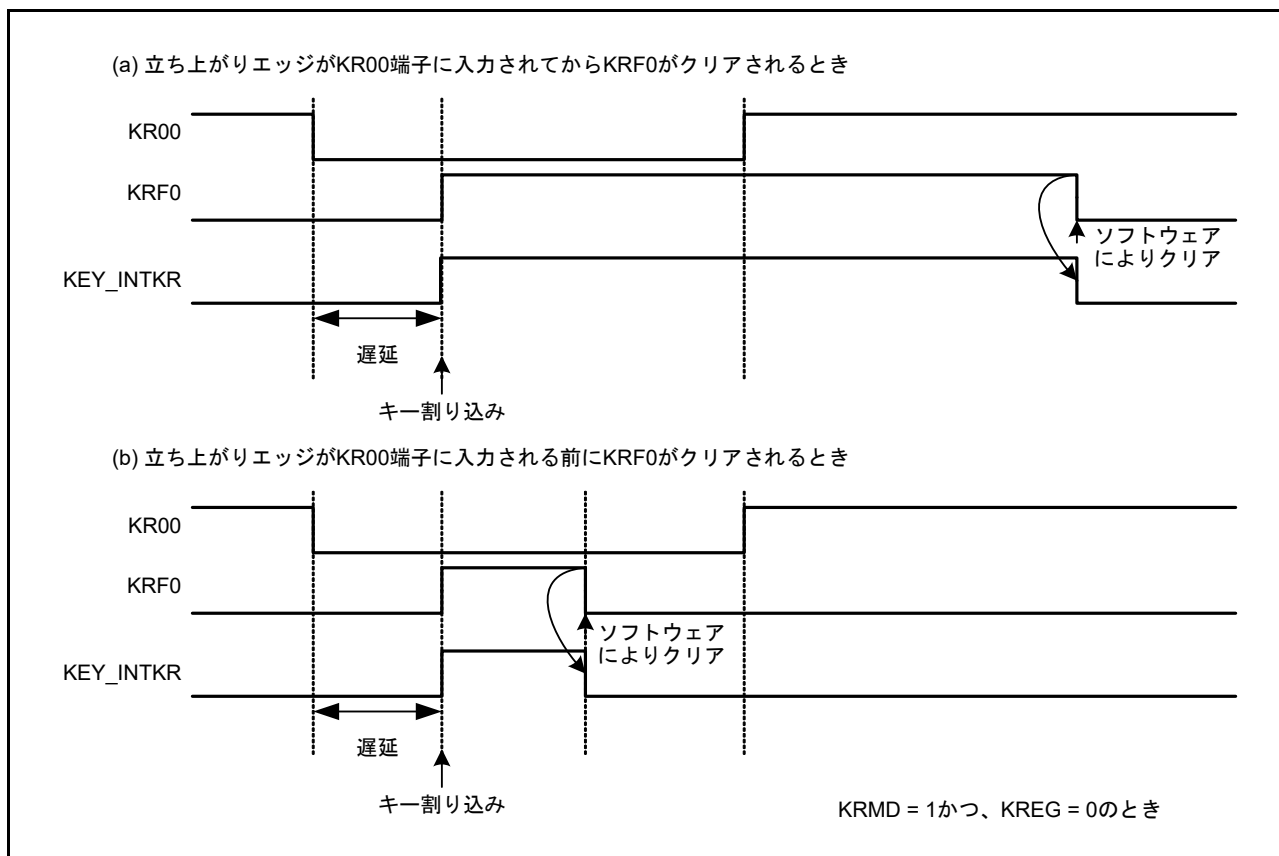 (a) 立ち上がりエッジがKR00端子に入力されてからKRF0がクリアされるとき
KR00
KRF0
ソフトウェア
によりクリア
KEY_INTKR
遅延
キー割り込み
(b) 立ち上がりエッジがKR00端子に入力される前にKRF0がクリアされるとき
KR00
KRF0
ソフトウェア
によりクリア
KEY_INTKR
遅延
キー割り込み
KRMD = 1かつ、KREG = 0のとき